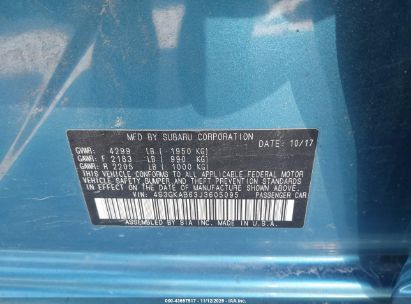 MFD BY SUBARU CORPORATION
GVWR: 4299 LB (1950 KG) DATE: 10/17
GAWR: F 2183 LB (990 KG)
GAWR: R 2205 LB (1000 KG)
THIS VEHICLE CONFORMS TO ALL APPLICABLE FEDERAL MOTOR
VEHICLE SAFETY, BUMPER, AND THEFT PREVENTION STANDARDS
IN EFFECT ON THE DATE OF MANUFACTURE SHOWN ABOVE.
VIN: 4S3GKAB63J3605095 PASSENGER CAR
ASSEMBLED BY SIA INC. MADE IN U.S.A.